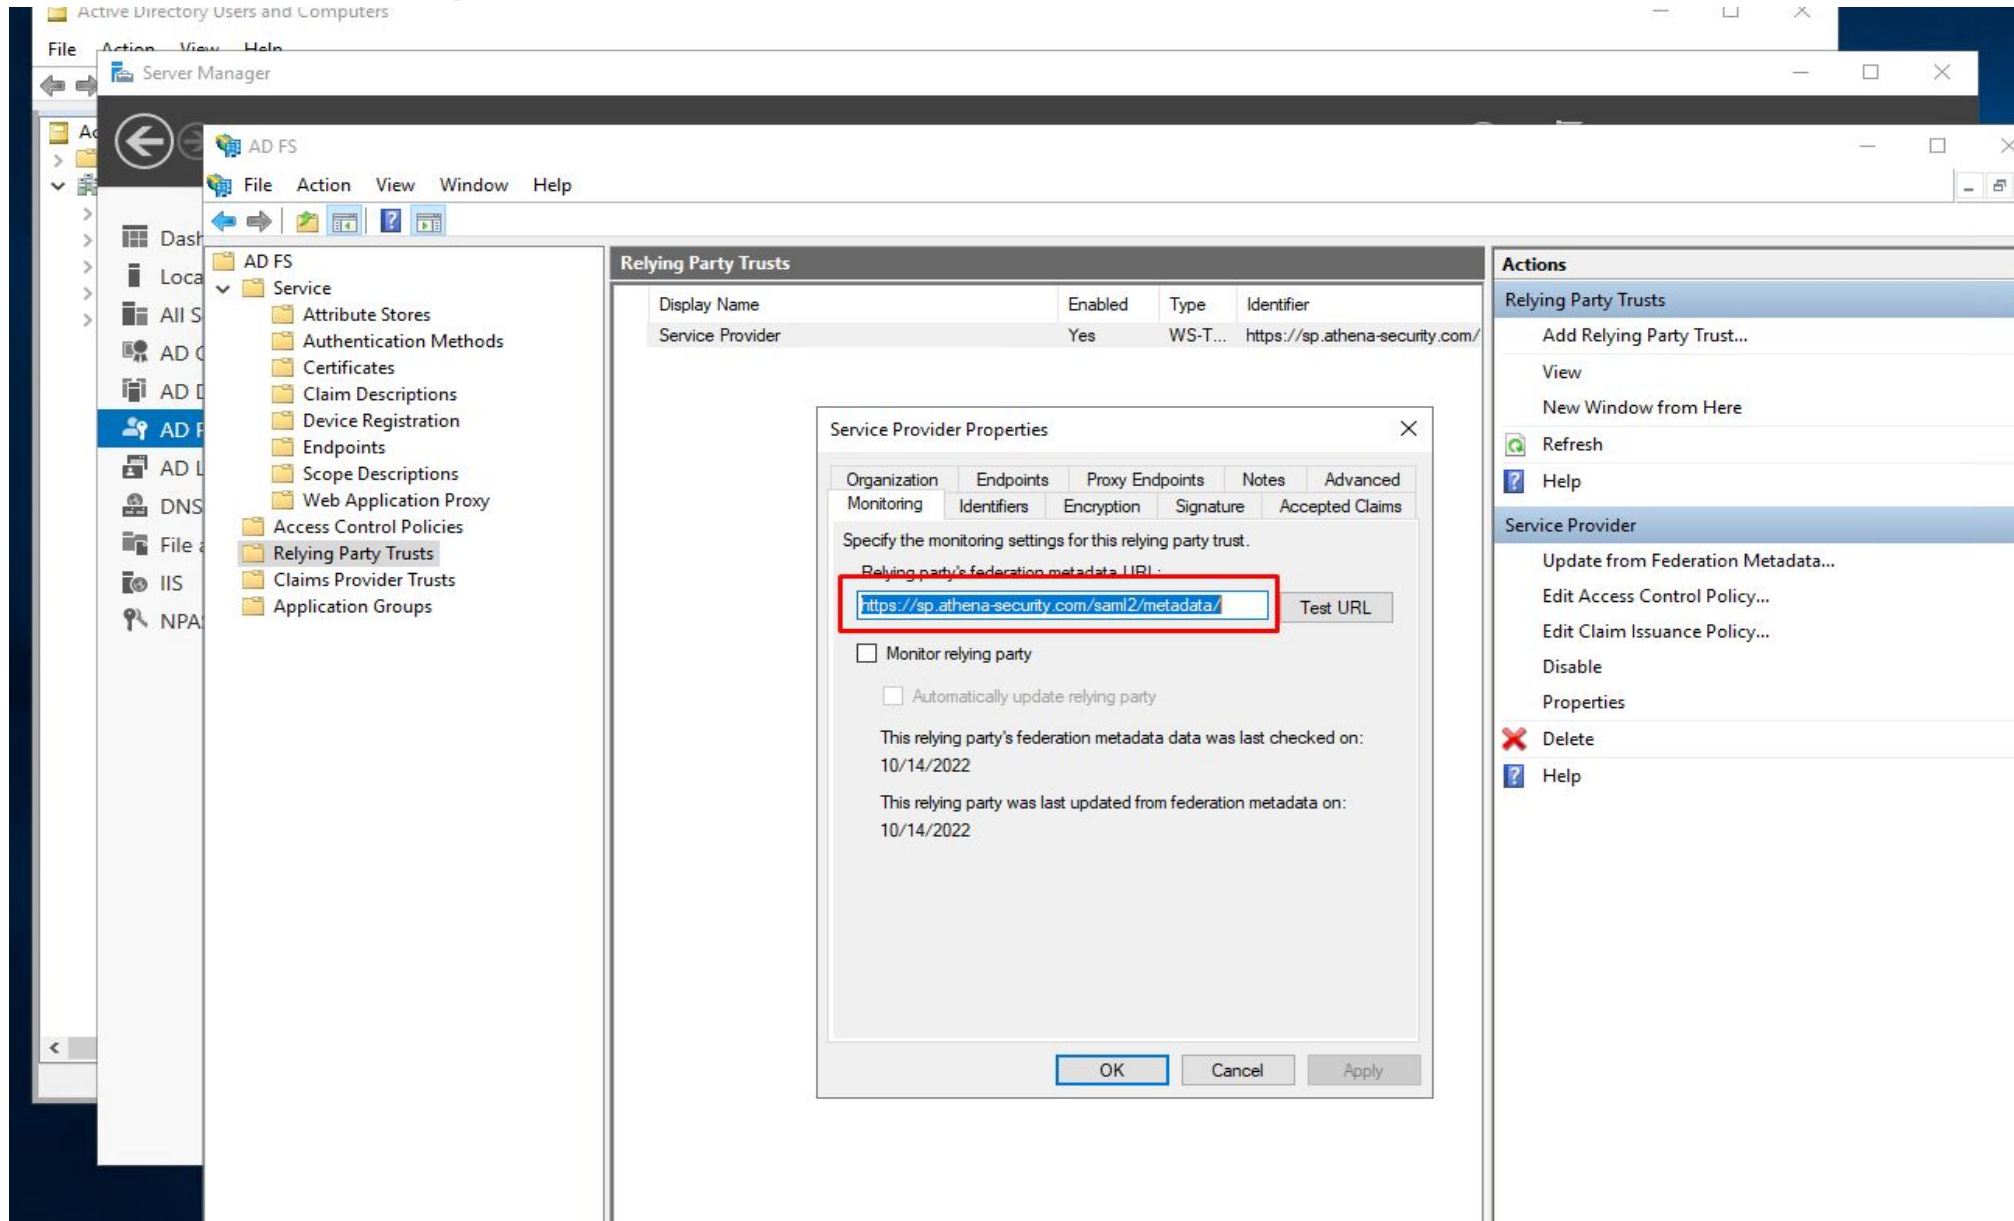 Active Directory Users and Computers
File Action View Help
Server Manager
AD FS
File Action View Window Help
Dash
Loca
All S
AD C
AD D
AD F
AD L
DNS
File a
IIS
NPAS
AD FS
Service
Attribute Stores
Authentication Methods
Certificates
Claim Descriptions
Device Registration
Endpoints
Scope Descriptions
Web Application Proxy
Access Control Policies
Relying Party Trusts
Claims Provider Trusts
Application Groups
Relying Party Trusts
Display Name Enabled Type Identifier
Service Provider Yes WS-T... https://sp.athena-security.com/
Service Provider Properties
Organization Endpoints Proxy Endpoints Notes Advanced
Monitoring Identifiers Encryption Signature Accepted Claims
Specify the monitoring settings for this relying party trust.
Relying party's federation metadata URL:
https://sp.athena-security.com/saml2/metadata/
Test URL
Monitor relying party
Automatically update relying party
This relying party's federation metadata data was last checked on:
10/14/2022
This relying party was last updated from federation metadata on:
10/14/2022
OK Cancel Apply
Actions
Relying Party Trusts
Add Relying Party Trust...
View
New Window from Here
Refresh
Help
Service Provider
Update from Federation Metadata...
Edit Access Control Policy...
Edit Claim Issuance Policy...
Disable
Properties
Delete
Help